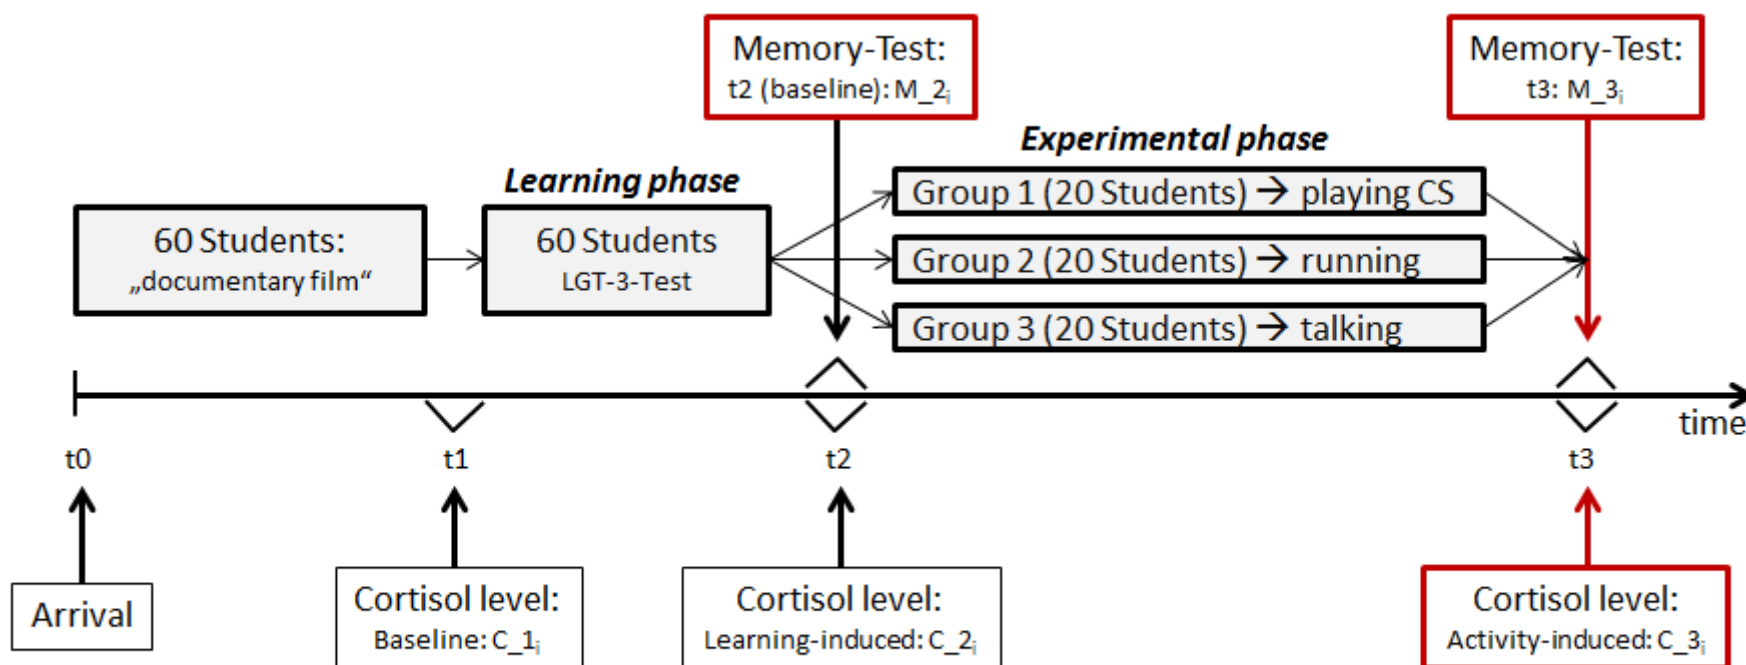 Memory-Test:
t2 (baseline): M_2i
Memory-Test:
t3: M_3i
Learning phase
Experimental phase
60 Students:
„documentary film“
60 Students
LGT-3-Test
Group 1 (20 Students) → playing CS
Group 2 (20 Students) → running
Group 3 (20 Students) → talking
time
t0
t1
t2
t3
Arrival
Cortisol level:
Baseline: C_1i
Cortisol level:
Learning-induced: C_2i
Cortisol level:
Activity-induced: C_3i